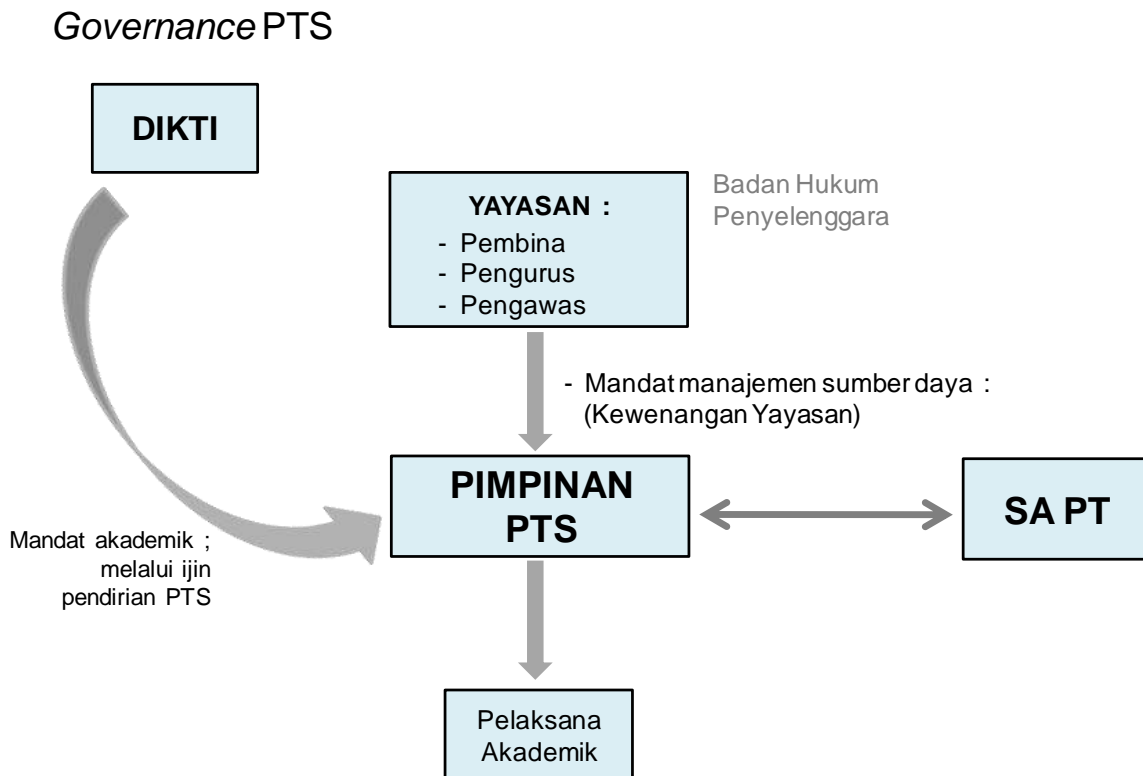 Governance PTS
DIKTI
YAYASAN :
- Pembina
- Pengurus
- Pengawas
Badan Hukum
Penyelenggara
- Mandat manajemen sumber daya :
(Kewenangan Yayasan)
PIMPINAN
PTS
SA PT
Mandat akademik ;
melalui ijin
pendirian PTS
Pelaksana
Akademik